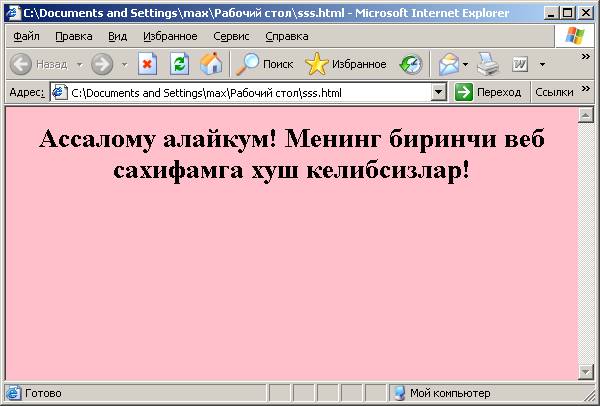 C:\Documents and Settings\max\Рабочий стол\sss.html - Microsoft Internet Explorer
Файл Правка Вид Избранное Сервис Справка
Назад Поиск Избранное »
Адрес: C:\Documents and Settings\max\Рабочий стол\sss.html Переход Ссылки »
Ассалому алайкум! Менинг биринчи веб
сахифамга хуш келибсизлар!
Готово Мой компьютер